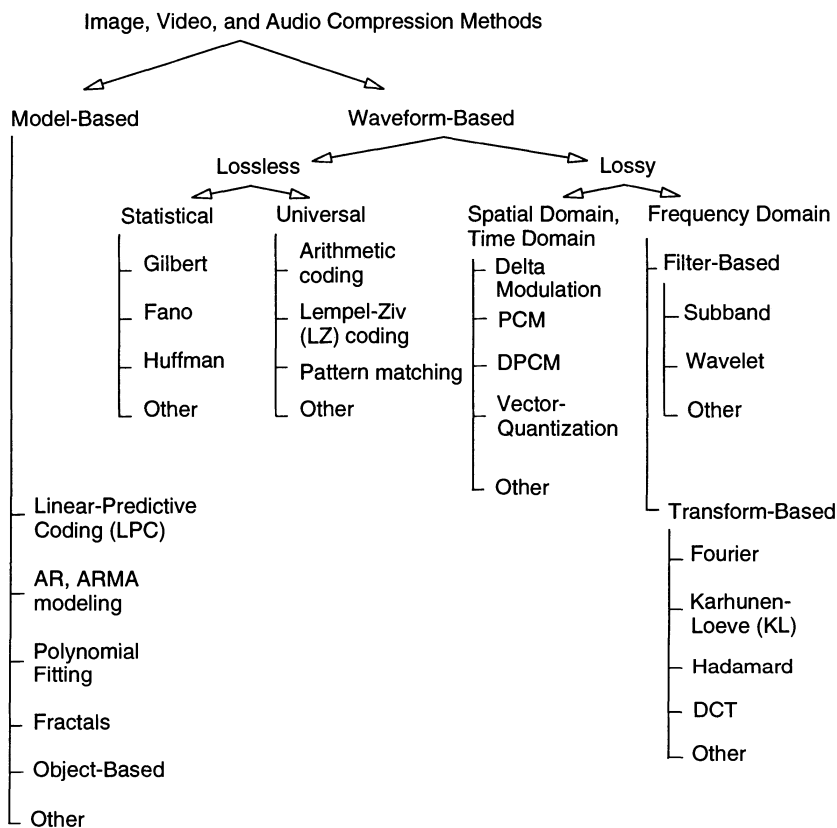 Image, Video, and Audio Compression Methods
Model-Based
Waveform-Based
Lossless
Lossy
Statistical
Gilbert
Fano
Huffman
Other
Universal
Arithmetic
coding
Lempel-Ziv
(LZ) coding
Pattern matching
Other
Spatial Domain,
Time Domain
Delta
Modulation
PCM
DPCM
Vector-
Quantization
Other
Frequency Domain
Filter-Based
Subband
Wavelet
Other
Transform-Based
Fourier
Karhunen-
Loeve (KL)
Hadamard
DCT
Other
Linear-Predictive
Coding (LPC)
AR, ARMA
modeling
Polynomial
Fitting
Fractals
Object-Based
Other